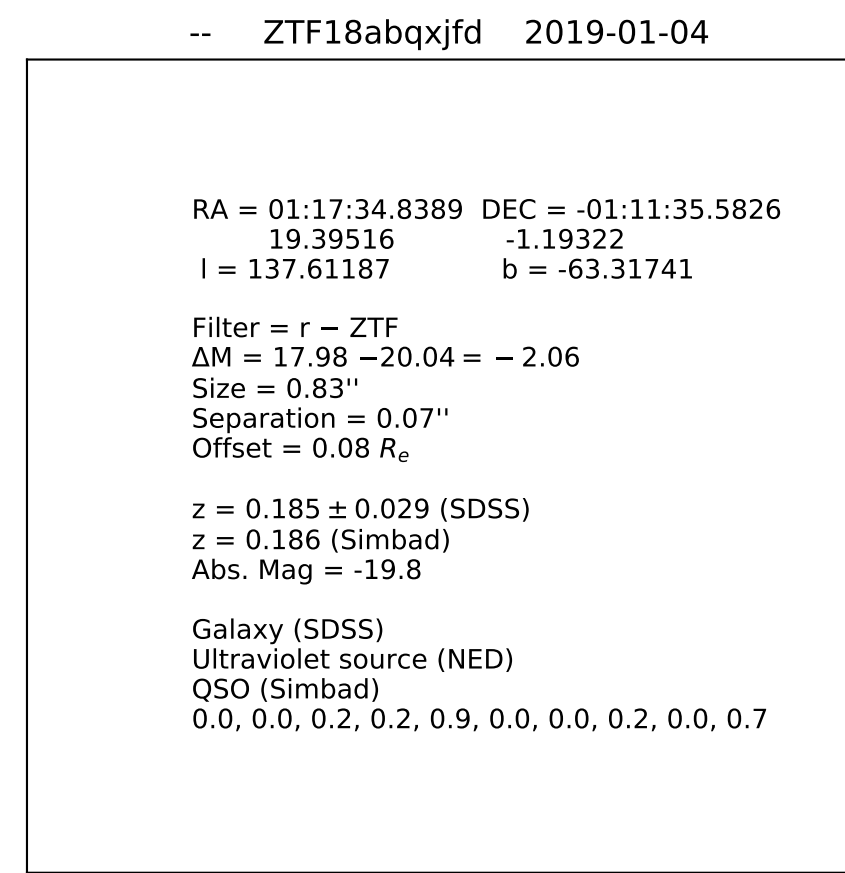 -- ZTF18abqxjfd 2019-01-04
RA = 01:17:34.8389 DEC = -01:11:35.5826
19.39516 -1.19322
l = 137.61187 b = -63.31741
Filter = r − ZTF
ΔM = 17.98 −20.04 = − 2.06
Size = 0.83''
Separation = 0.07''
Offset = 0.08 Rₑ
z = 0.185 ± 0.029 (SDSS)
z = 0.186 (Simbad)
Abs. Mag = -19.8
Galaxy (SDSS)
Ultraviolet source (NED)
QSO (Simbad)
0.0, 0.0, 0.2, 0.2, 0.9, 0.0, 0.0, 0.2, 0.0, 0.7